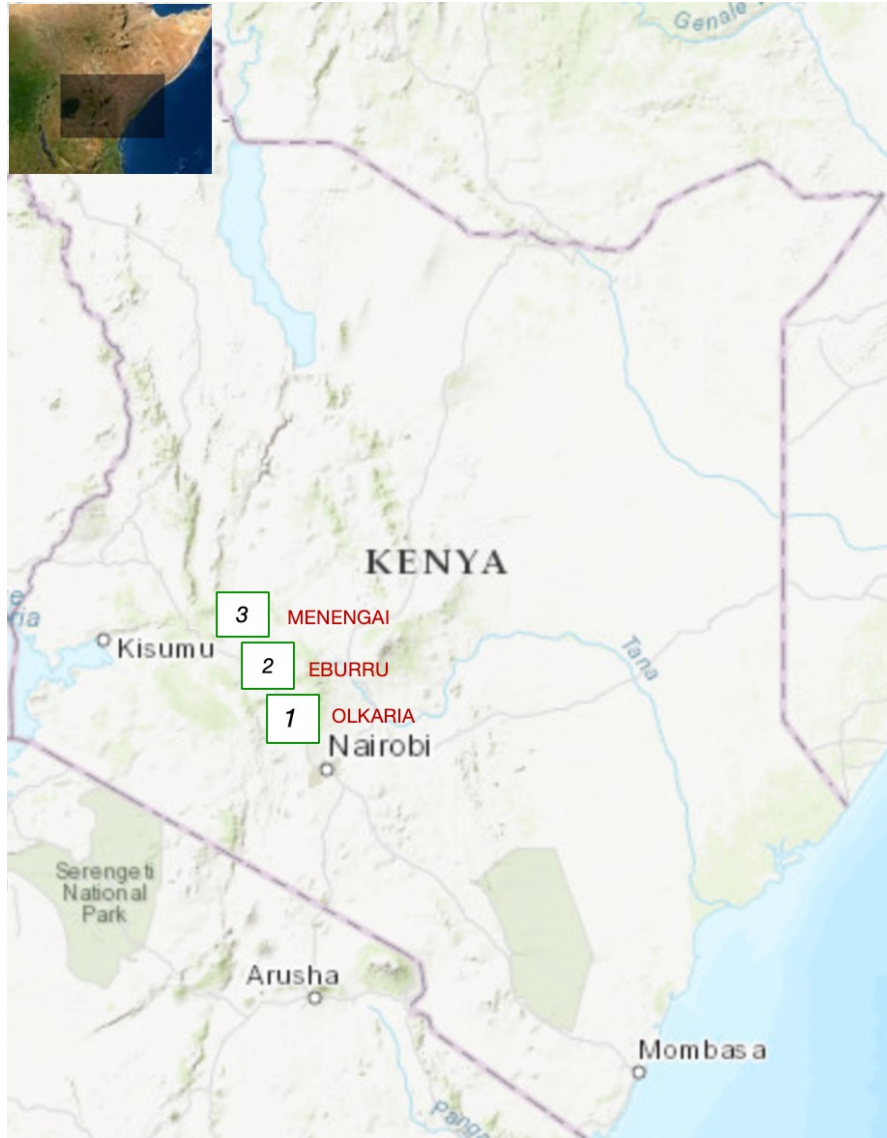 Genale
KENYA
3
MENENGAI
Kisumu
2
EBURRU
Tana
1
OLKARIA
Nairobi
Serengeti
National
Park
Arusha
Mombasa